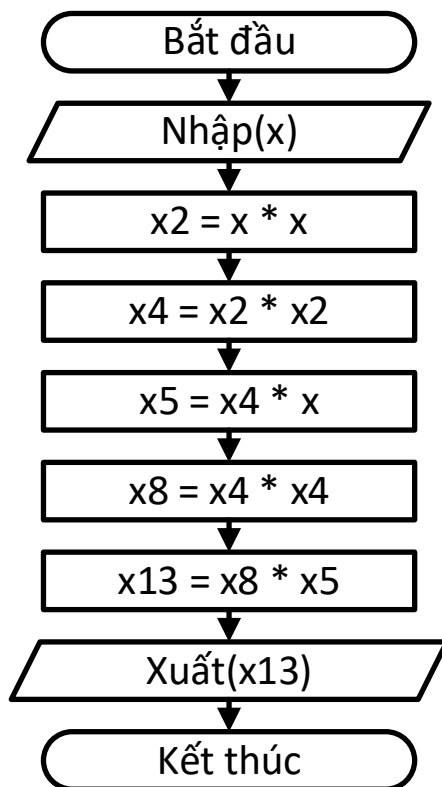 Bắt đầu
Nhập(x)
x2 = x * x
x4 = x2 * x2
x5 = x4 * x
x8 = x4 * x4
x13 = x8 * x5
Xuất(x13)
Kết thúc